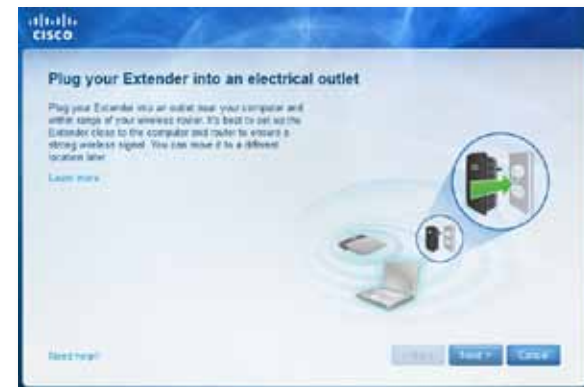 CISCO
Plug your Extender into an electrical outlet
Plug your Extender into an outlet near your computer and
within range of your wireless router. It's best to set up the
Extender close to the computer and router to ensure a
strong wireless signal. You can move it to a different
location later.
Learn more
Need help?
Next >
Cancel